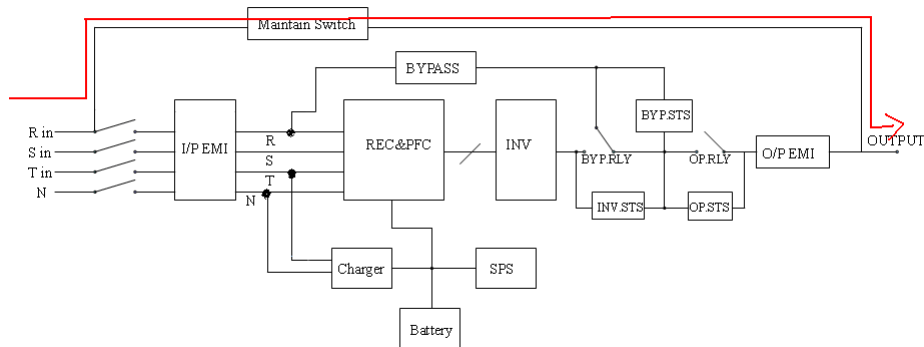 Maintain Switch
BYPASS
BYP.STS
R in
S in
T in
N
I/P EMI
R
S
T
N
REC&PFC
INV
BYP.RLY
OP.RLY
O/P EMI
OUTPUT
INV.STS
OP.STS
Charger
SPS
Battery